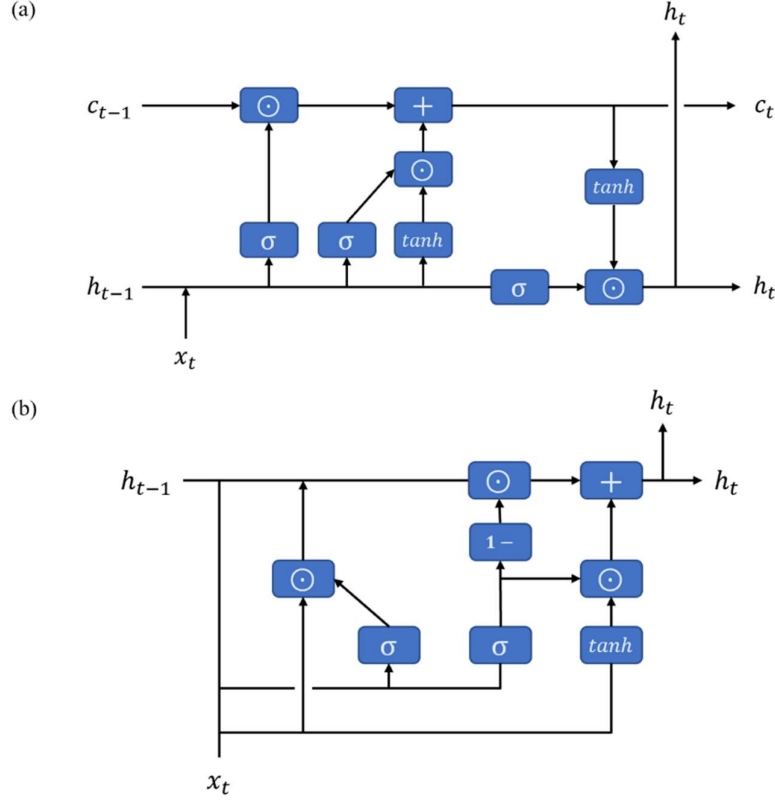 (a)
h_t
c_{t-1} ⊙ + c_t
⊙
tanh
σ σ tanh
h_{t-1} σ ⊙ h_t
x_t
(b)
h_t
h_{t-1} ⊙ + h_t
1 −
⊙ ⊙
σ σ tanh
x_t